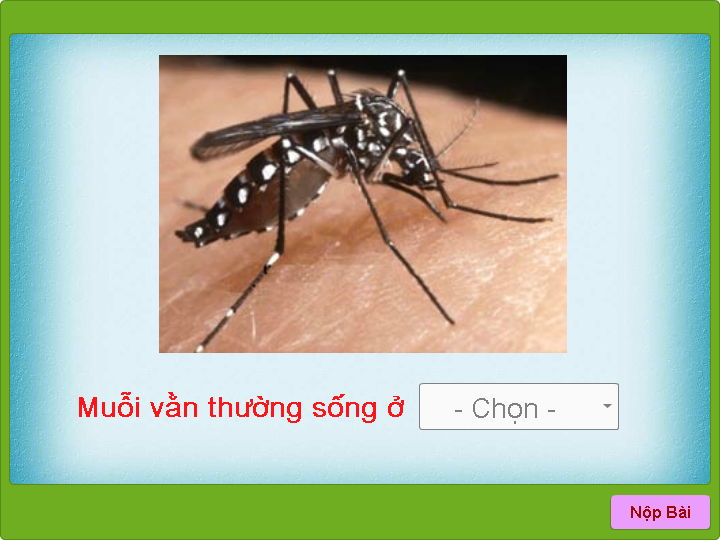 Muỗi vằn thường sống ở - Chọn -
Nộp Bài